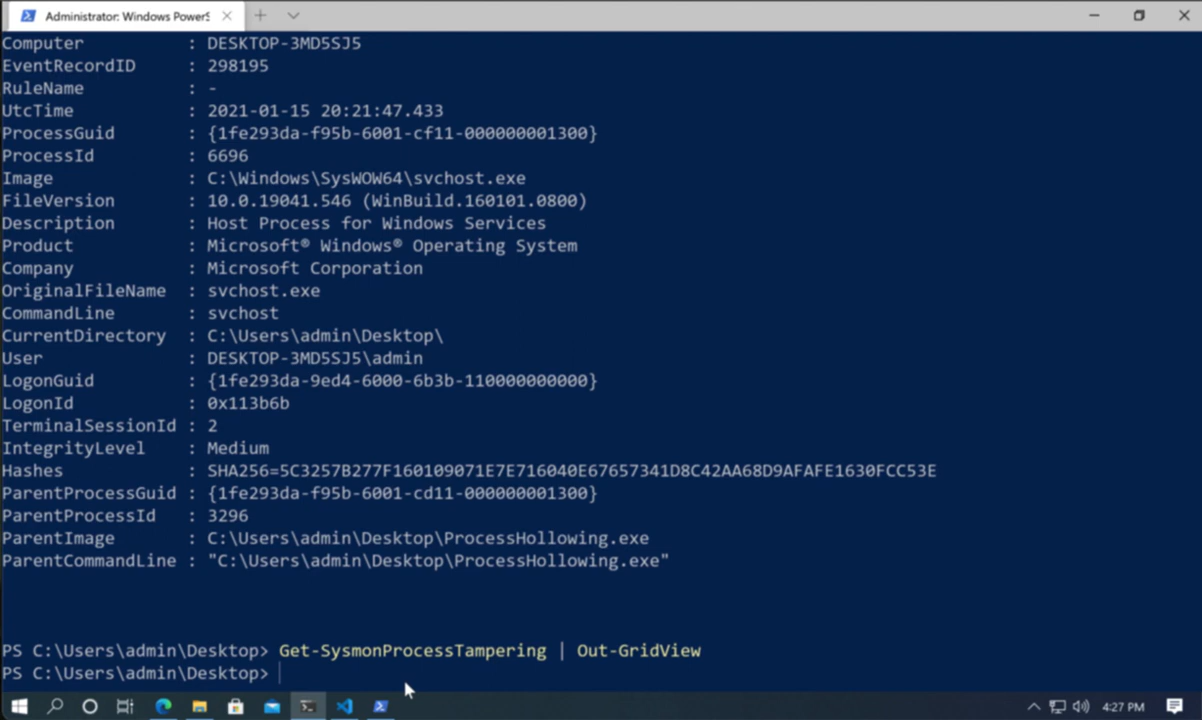 Administrator: Windows PowerS
Computer : DESKTOP-3MD5SJ5
EventRecordID : 298195
RuleName : -
UtcTime : 2021-01-15 20:21:47.433
ProcessGuid : {1fe293da-f95b-6001-cf11-000000001300}
ProcessId : 6696
Image : C:\Windows\SysWOW64\svchost.exe
FileVersion : 10.0.19041.546 (WinBuild.160101.0800)
Description : Host Process for Windows Services
Product : Microsoft® Windows® Operating System
Company : Microsoft Corporation
OriginalFileName : svchost.exe
CommandLine : svchost
CurrentDirectory : C:\Users\admin\Desktop\
User : DESKTOP-3MD5SJ5\admin
LogonGuid : {1fe293da-9ed4-6000-6b3b-110000000000}
LogonId : 0x113b6b
TerminalSessionId : 2
IntegrityLevel : Medium
Hashes : SHA256=5C3257B277F160109071E7E716040E67657341D8C42AA68D9AFAFE1630FCC53E
ParentProcessGuid : {1fe293da-f95b-6001-cd11-000000001300}
ParentProcessId : 3296
ParentImage : C:\Users\admin\Desktop\ProcessHollowing.exe
ParentCommandLine : "C:\Users\admin\Desktop\ProcessHollowing.exe"
PS C:\Users\admin\Desktop> Get-SysmonProcessTampering | Out-GridView
PS C:\Users\admin\Desktop>
4:27 PM